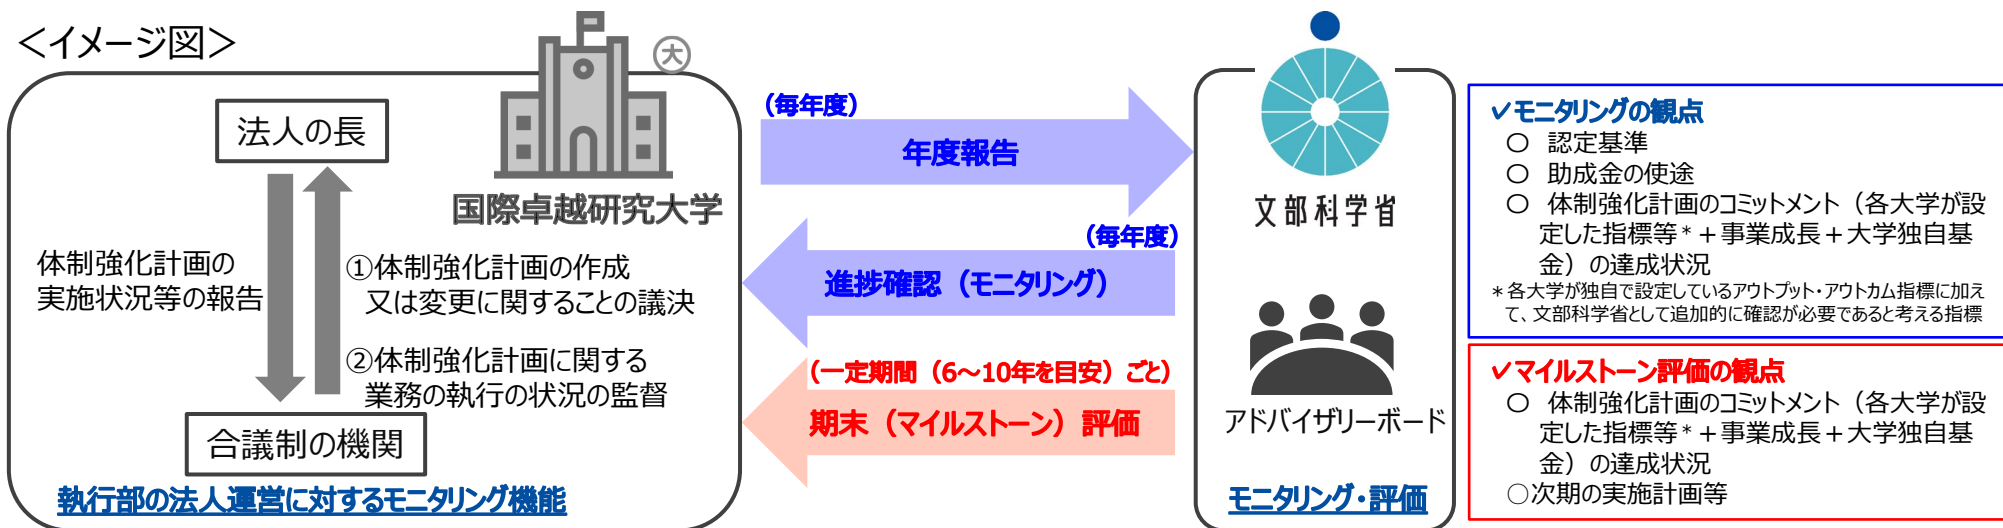 ＜イメージ図＞
大
法人の長
国際卓越研究大学
体制強化計画の
実施状況等の報告
①体制強化計画の作成
又は変更に関することの議決
②体制強化計画に関する
業務の執行の状況の監督
合議制の機関
執行部の法人運営に対するモニタリング機能
（毎年度）
年度報告
（毎年度）
進捗確認（モニタリング）
（一定期間（6～10年を目安）ごと）
期末（マイルストーン）評価
文部科学省
アドバイザリーボード
モニタリング・評価
✓モニタリングの観点
○ 認定基準
○ 助成金の使途
○ 体制強化計画のコミットメント（各大学が設
定した指標等＊＋事業成長＋大学独自基
金）の達成状況
＊各大学が独自で設定しているアウトプット・アウトカム指標に加え
て、文部科学省として追加的に確認が必要であると考える指標
✓マイルストーン評価の観点
○ 体制強化計画のコミットメント（各大学が設
定した指標等＊＋事業成長＋大学独自基
金）の達成状況
○次期の実施計画等